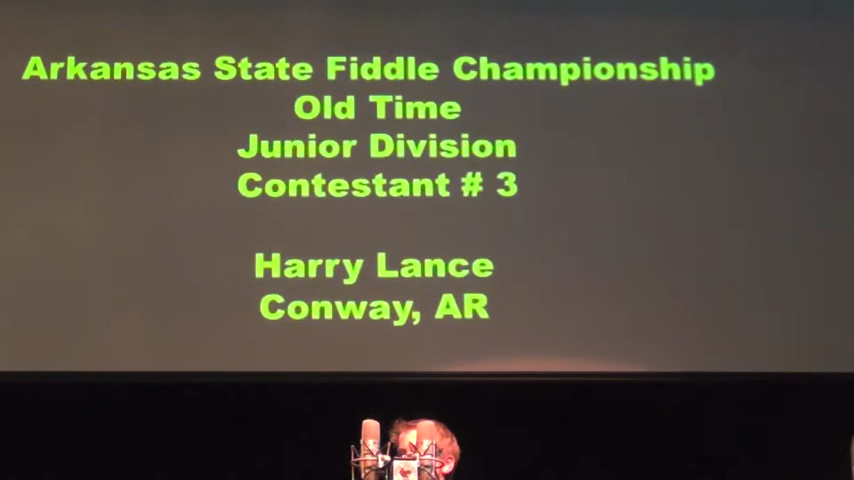 Arkansas State Fiddle Championship
Old Time
Junior Division
Contestant # 3
Harry Lance
Conway, AR